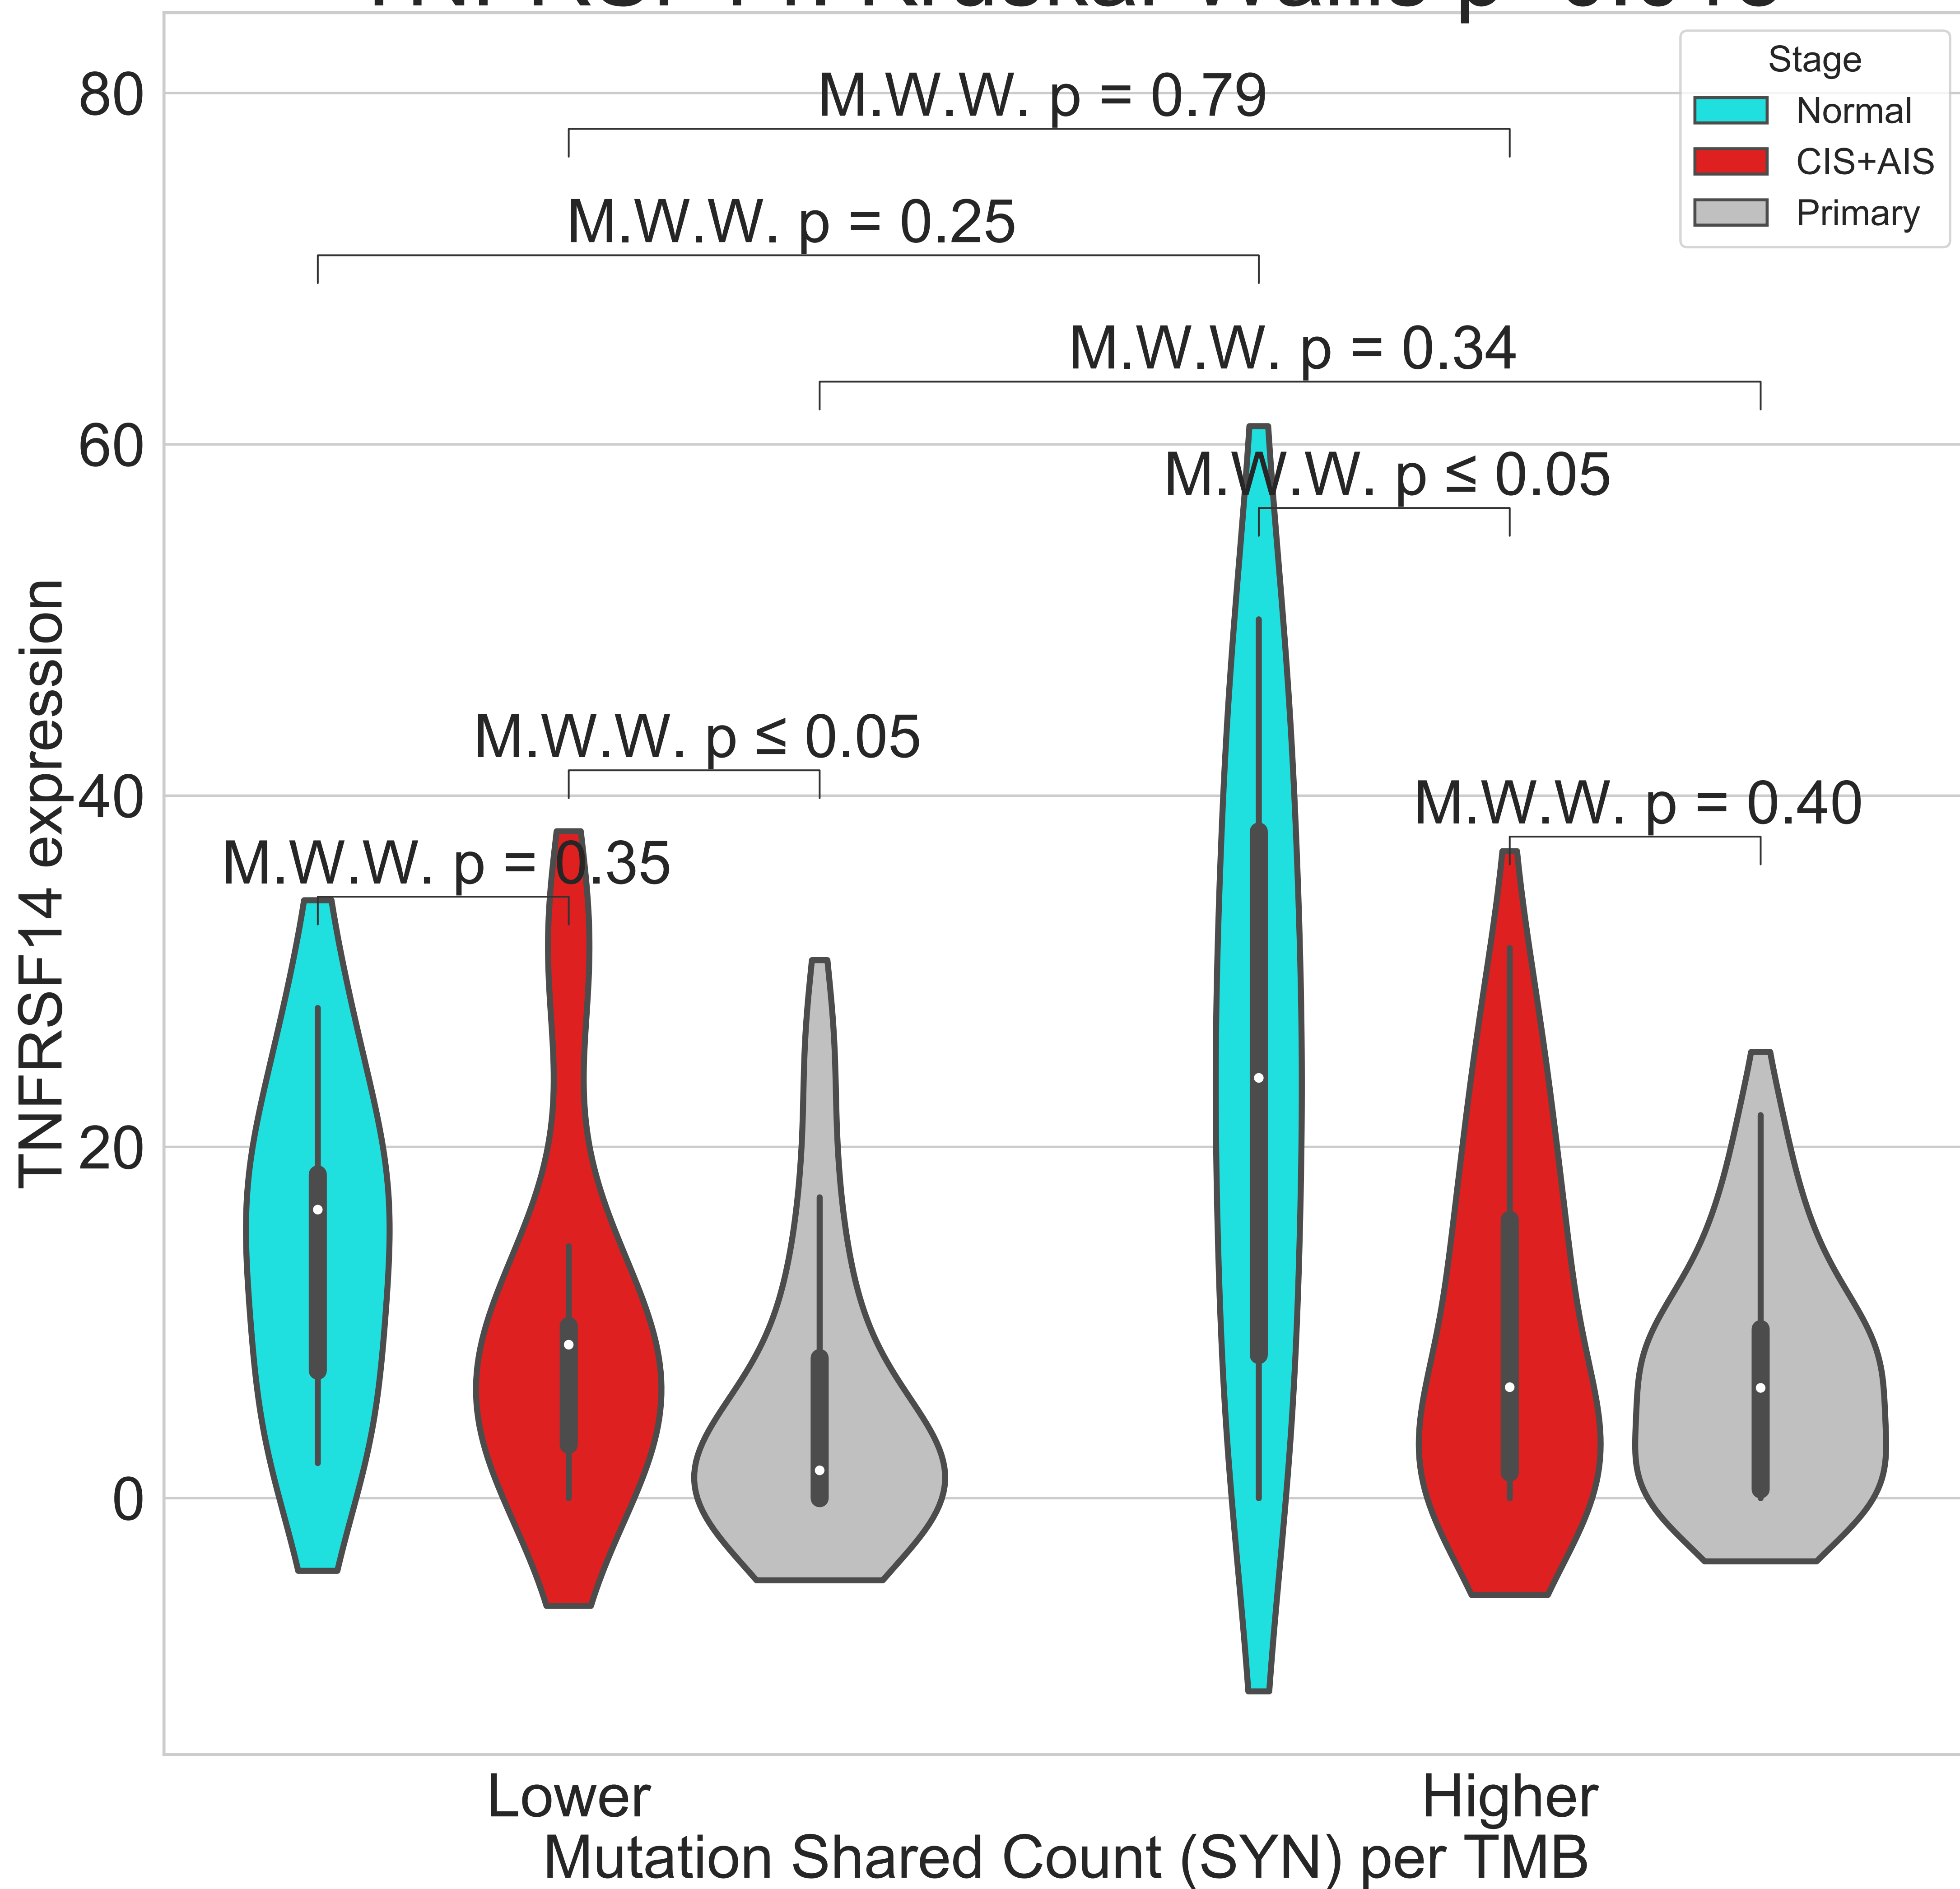 Stage
Normal
CIS+AIS
Primary
80
60
40
20
0
TNFRSF14 expression
M.W.W. p = 0.79
M.W.W. p = 0.25
M.W.W. p = 0.34
M.W.W. p ≤ 0.05
M.W.W. p ≤ 0.05
M.W.W. p = 0.40
M.W.W. p = 0.35
Lower
Higher
Mutation Shared Count (SYN) per TMB